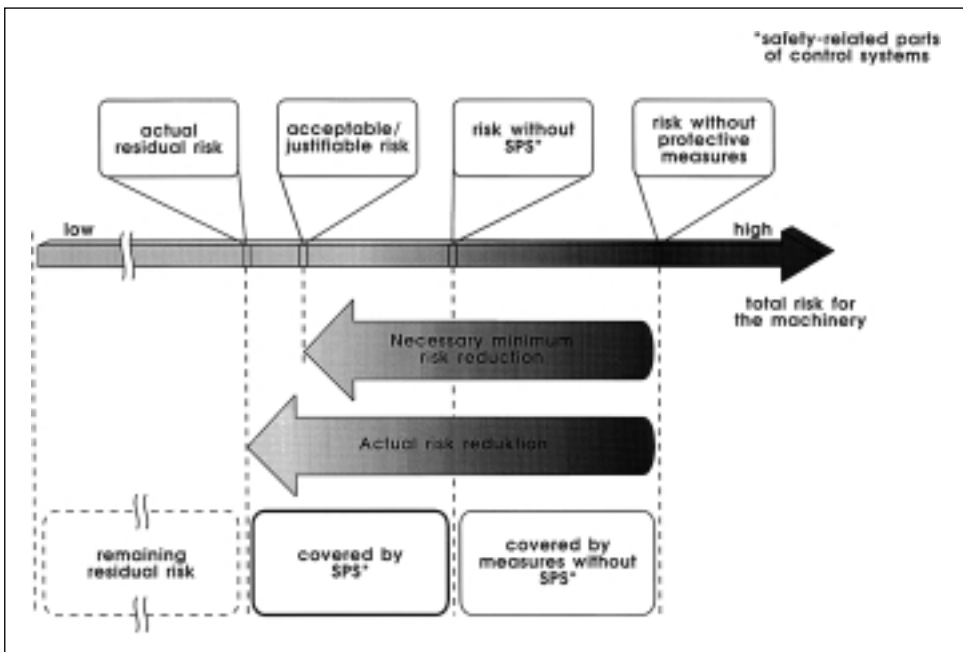 *safety-related parts
of control systems
actual
residual risk
acceptable/
justifiable risk
risk without
SPS*
risk without
protective
measures
low
high
total risk for
the machinery
Necessary minimum
risk reduction
Actual risk reduktion
remaining
residual risk
covered by
SPS*
covered by
measures without
SPS*